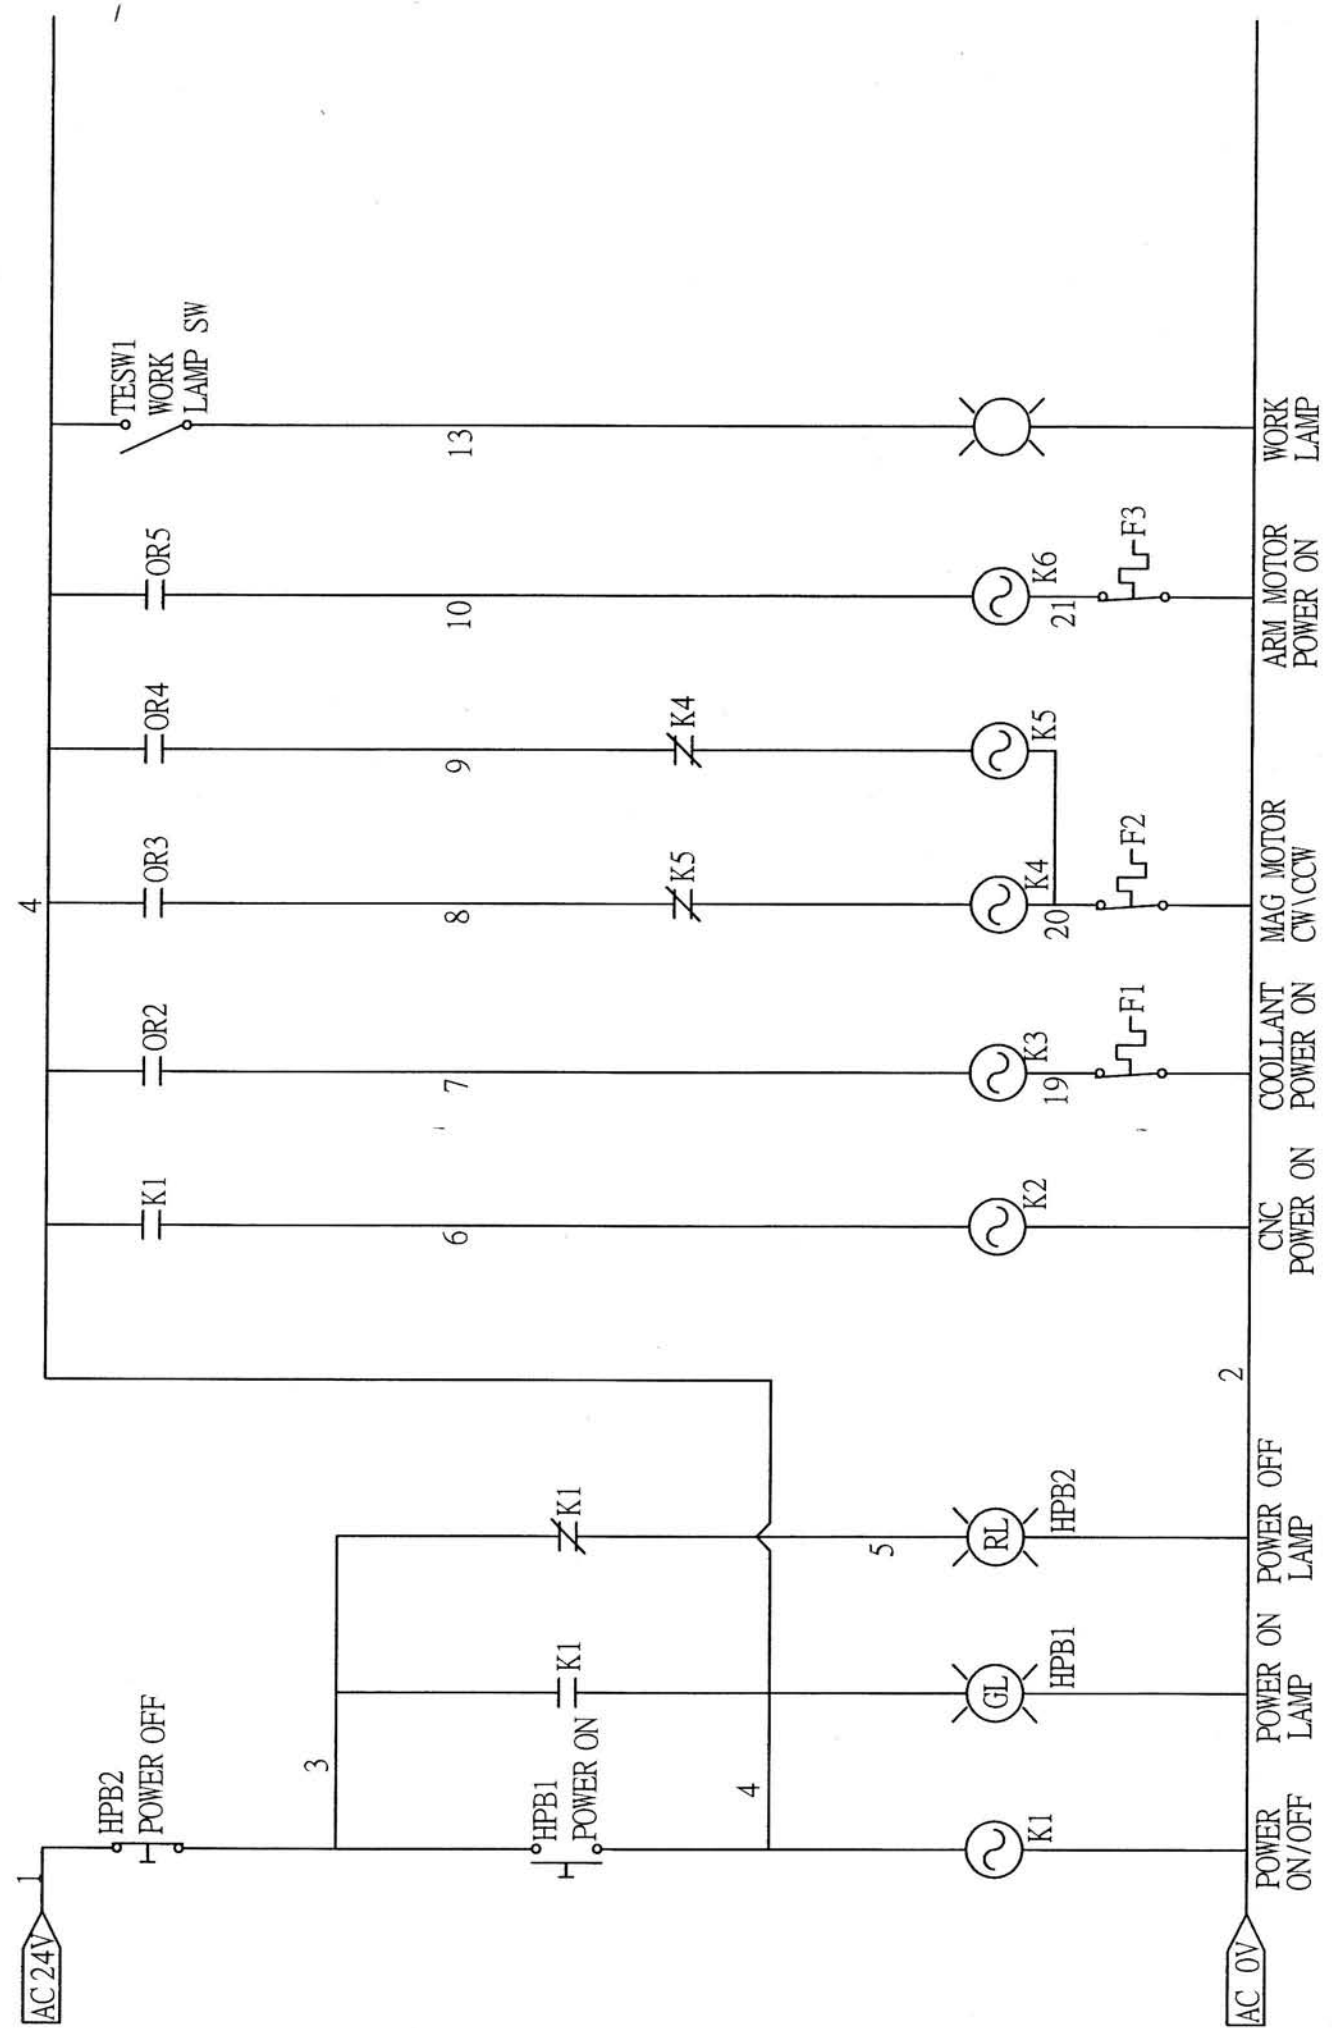 AC 24V
1
HPB2
POWER OFF
3
HPB1
POWER ON
4
K1
POWER
ON/OFF
K1
GL
HPB1
POWER ON
LAMP
K1
5
RL
HPB2
POWER OFF
LAMP
AC 0V
2
4
K1
6
K2
CNC
POWER ON
OR2
7
K3
19
F1
COOLLANT
POWER ON
OR3
8
K5
K4
20
F2
MAG MOTOR
CW\CCW
OR4
9
K4
K5
OR5
10
K6
21
F3
ARM MOTOR
POWER ON
TESW1
WORK
LAMP SW
13
WORK
LAMP